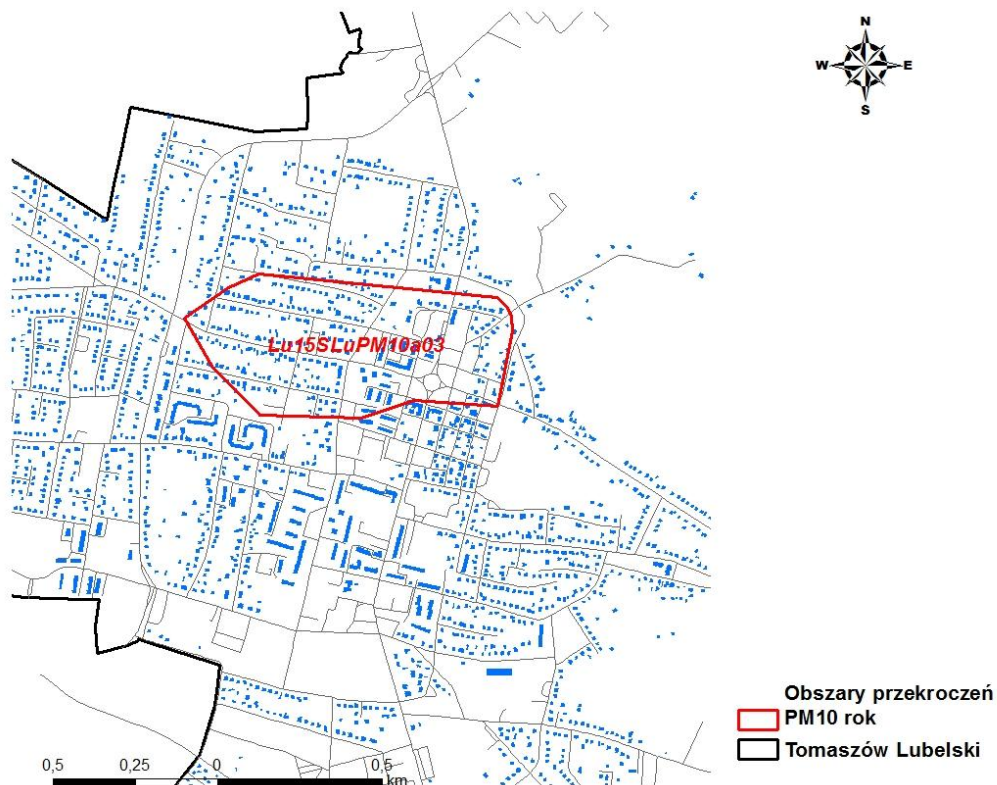 N
W E
S
Lu15SLuPM10a03
Obszary przekroczeń
PM10 rok
Tomaszów Lubelski
0,5 0,25 0 0,5
km